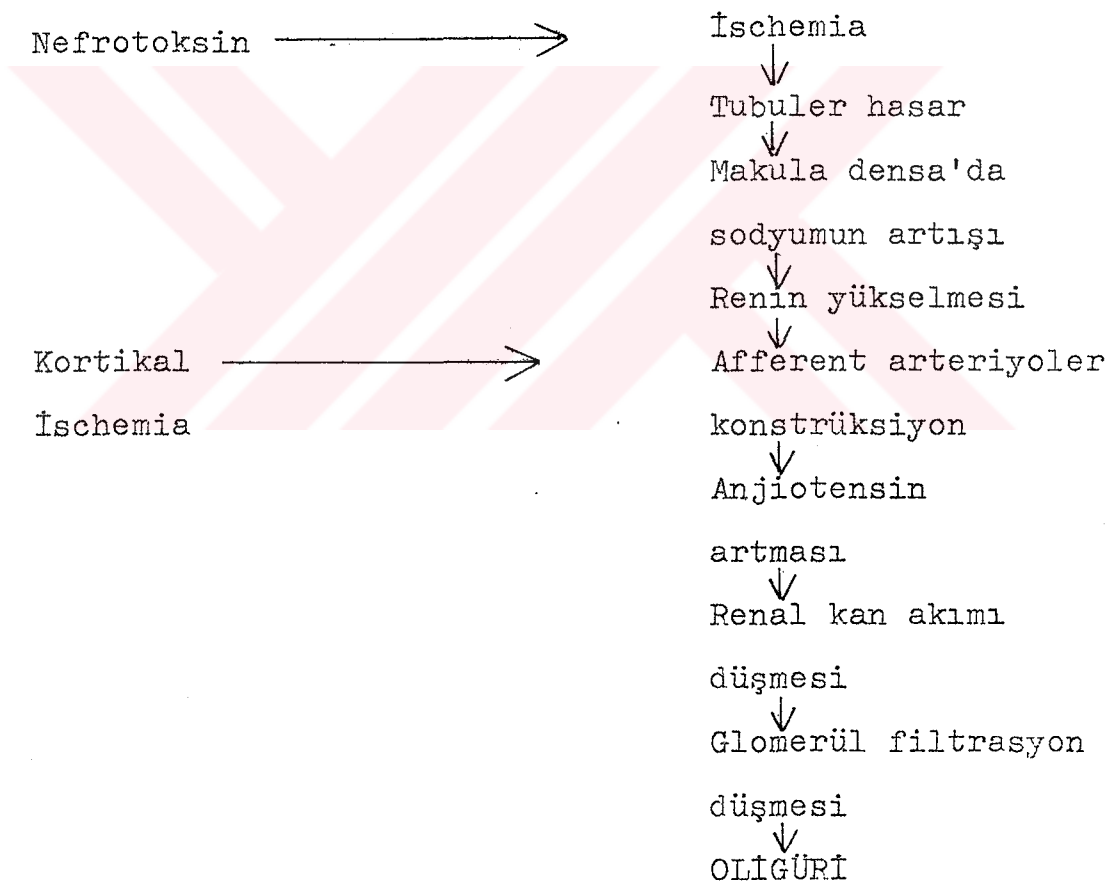 Nefrotoksin
İschemia
Tubuler hasar
Makula densa'da
sodyumun artışı
Renin yükselmesi
Kortikal
İschemia
Afferent arteriyoler
konstrüksiyon
Anjiotensin
artması
Renal kan akımı
düşmesi
Glomerül filtrasyon
düşmesi
OLİGÜRİ